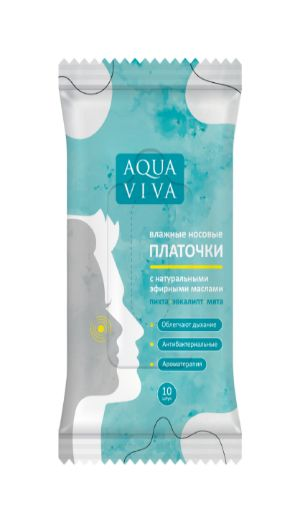 AQUA
VIVA
влажные носовые
ПЛАТОЧКИ
с натуральными
эфирными маслами
пихта эвкалипт мята
Облегчают дыхание
Антибактериальные
Ароматерапия
10
штук